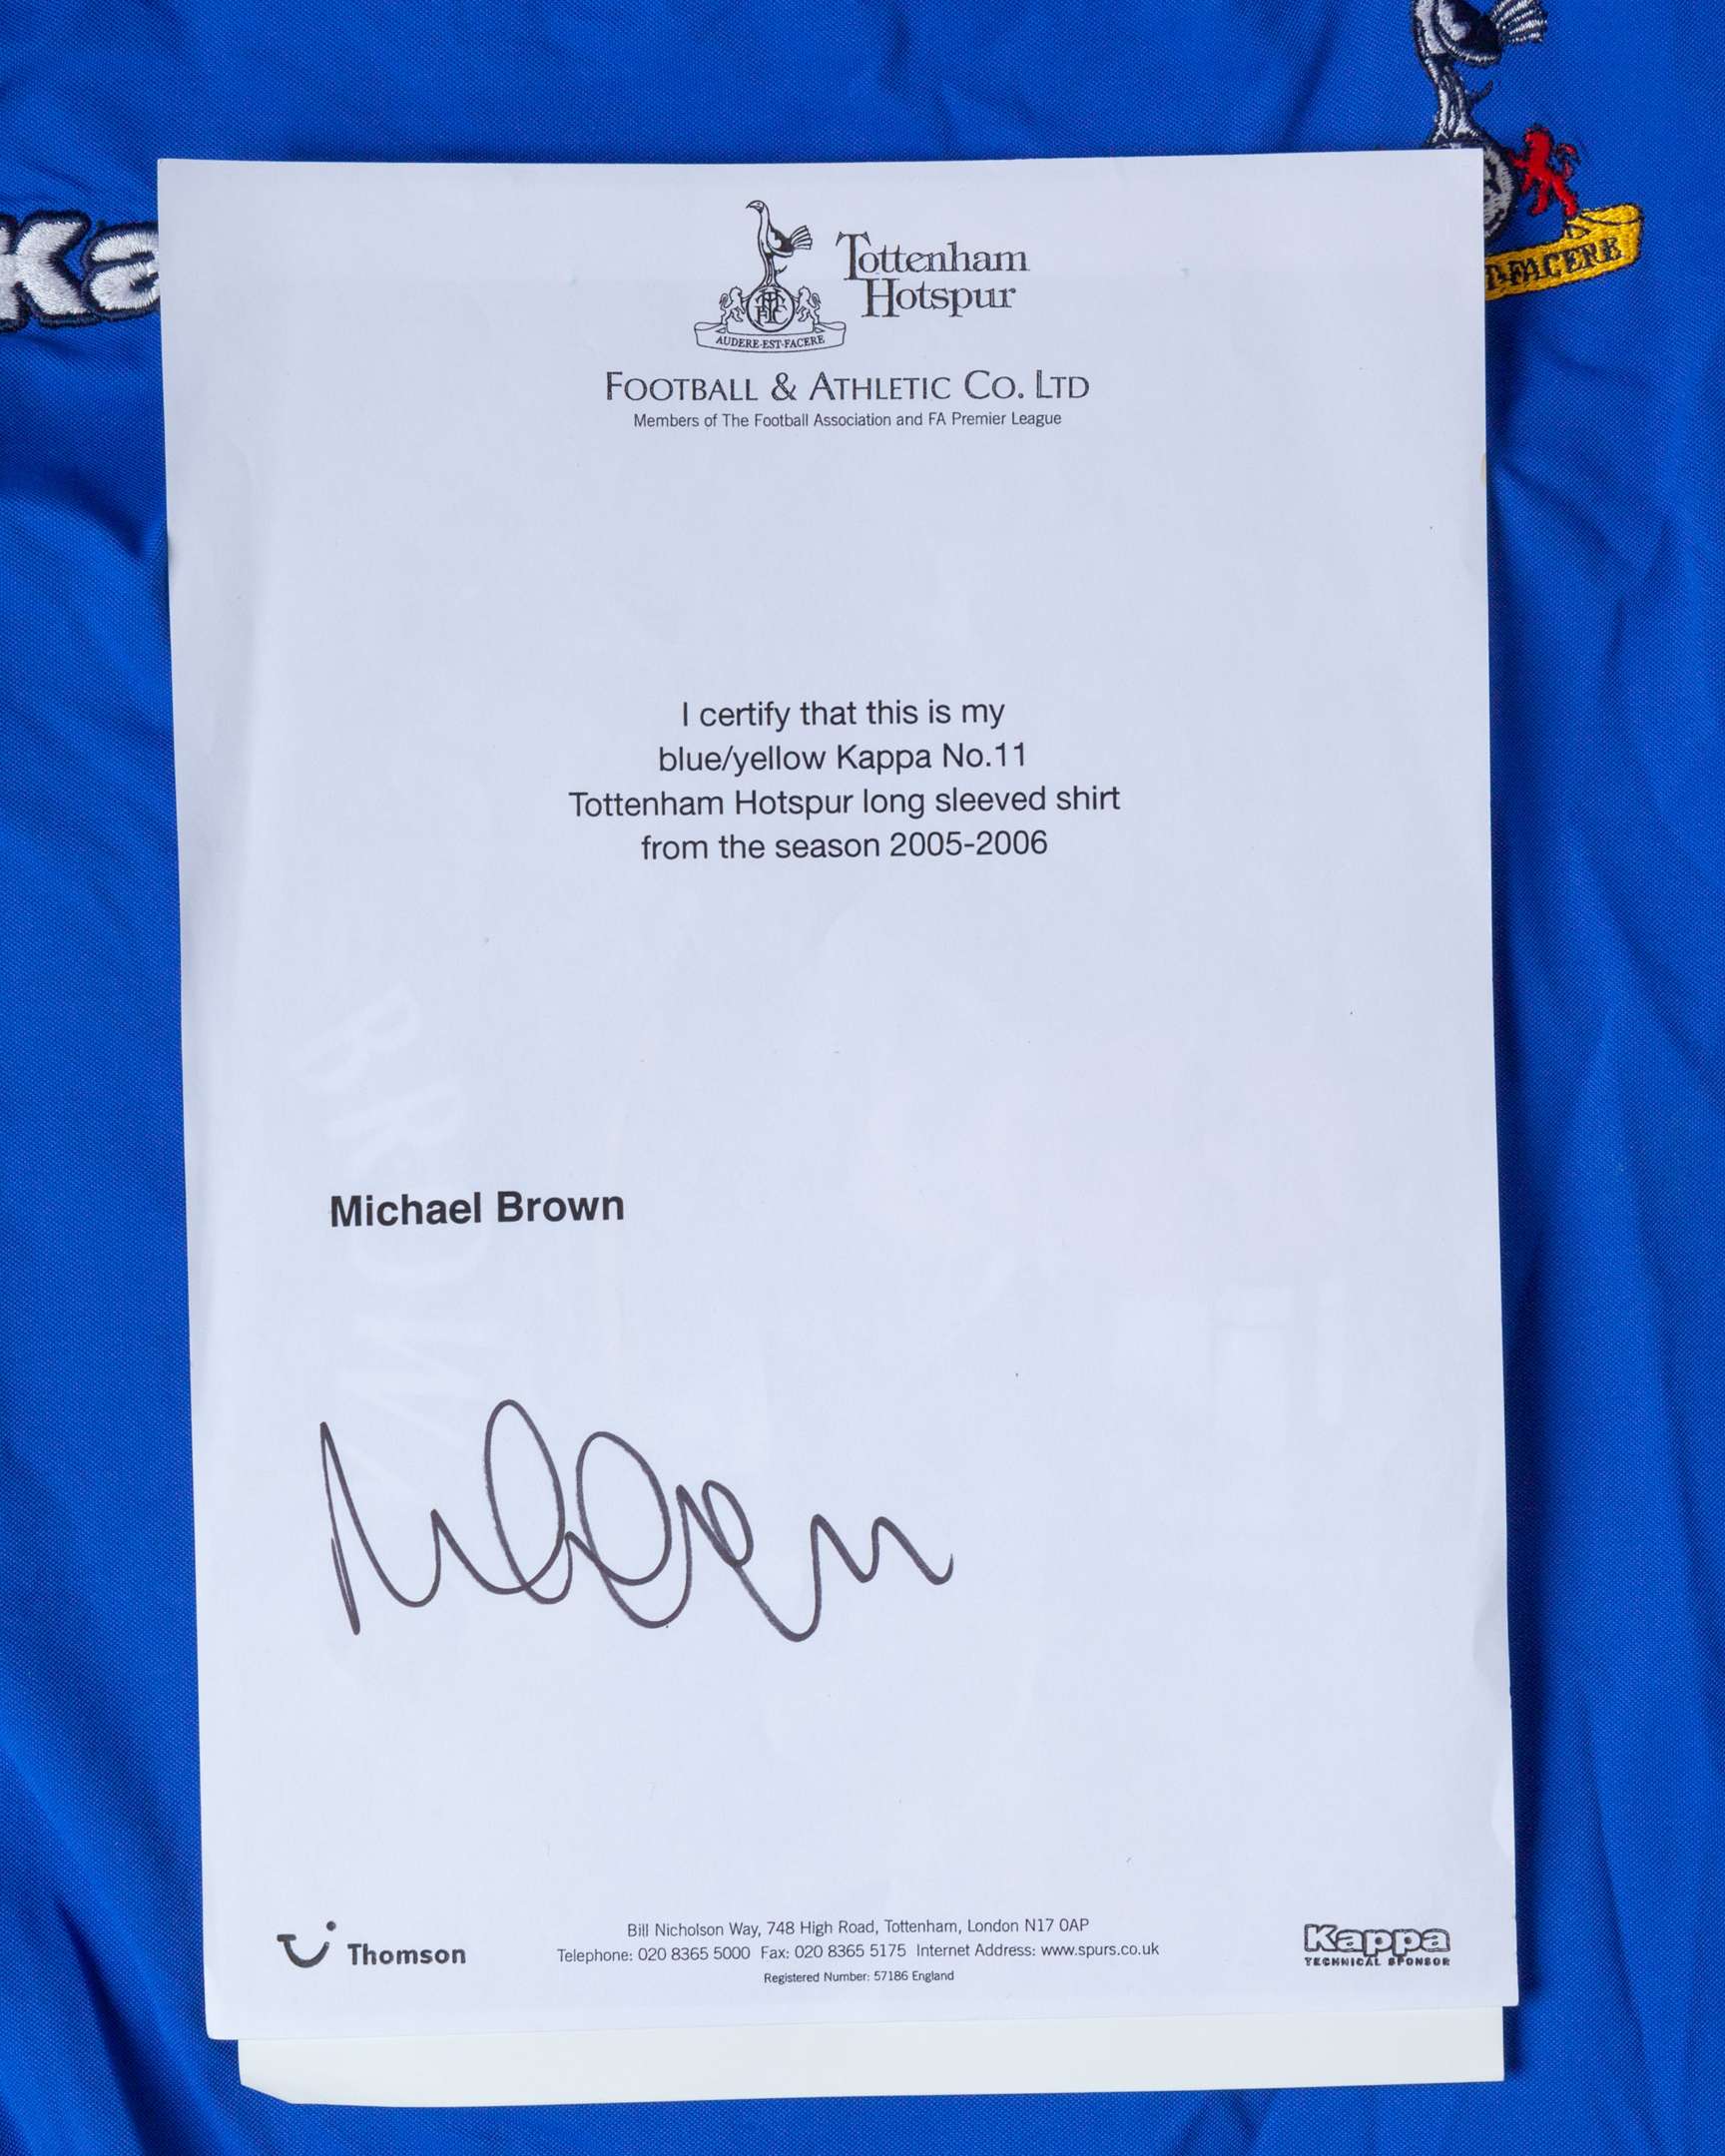 Ka
T-FACERE
Tottenham
Hotspur
AUDERE-EST-FACERE
FOOTBALL & ATHLETIC CO. LTD
Members of The Football Association and FA Premier League
I certify that this is my
blue/yellow Kappa No.11
Tottenham Hotspur long sleeved shirt
from the season 2005-2006
Michael Brown
Thomson
Bill Nicholson Way, 748 High Road, Tottenham, London N17 0AP
Telephone: 020 8365 5000 Fax: 020 8365 5175 Internet Address: www.spurs.co.uk
Registered Number: 57186 England
Kappa
TECHNICAL SPONSOR